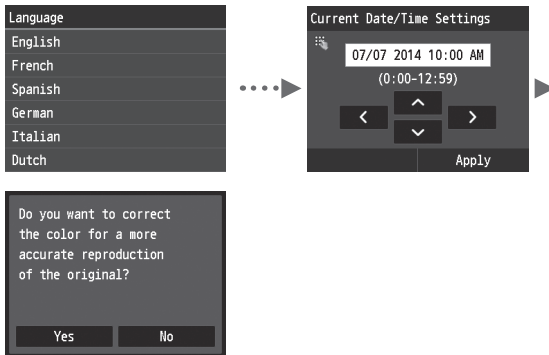 Language
English
French
Spanish
German
Italian
Dutch
Current Date/Time Settings
07/07 2014 10:00 AM
(0:00-12:59)
Apply
Do you want to correct
the color for a more
accurate reproduction
of the original?
Yes
No